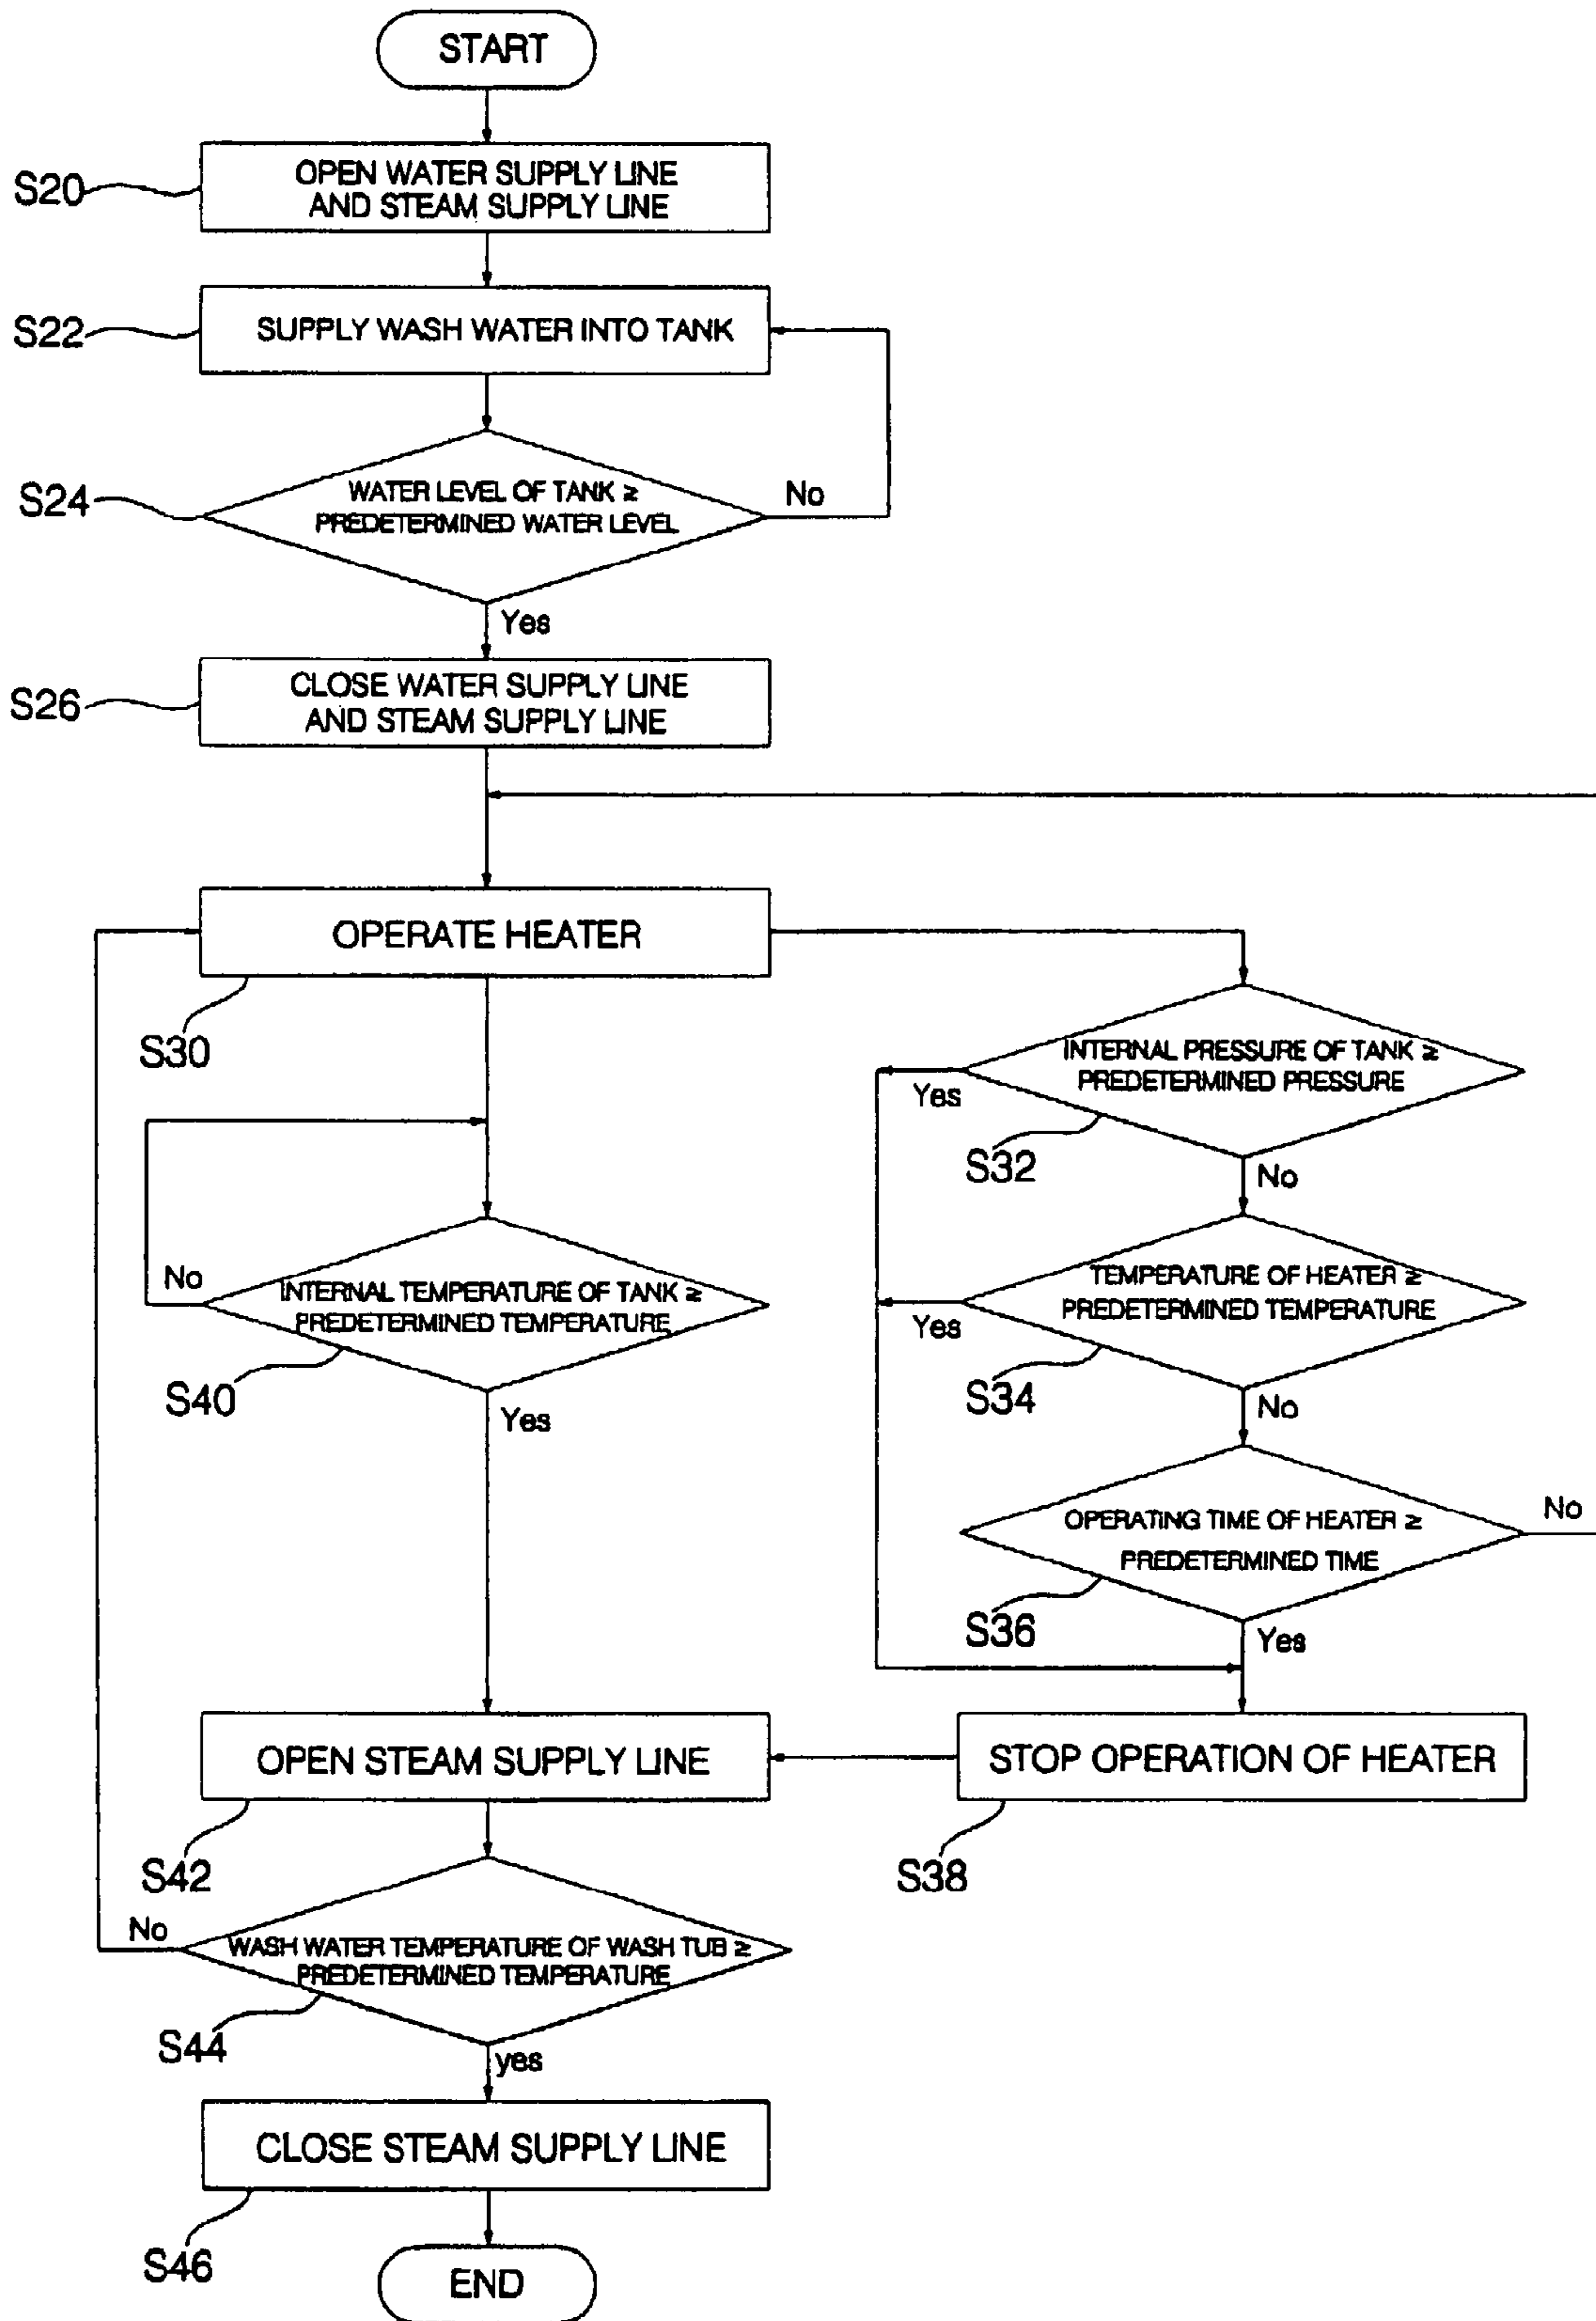 START
S20
OPEN WATER SUPPLY LINE
AND STEAM SUPPLY LINE
S22
SUPPLY WASH WATER INTO TANK
S24
WATER LEVEL OF TANK ≥
PREDETERMINED WATER LEVEL
No
Yes
S26
CLOSE WATER SUPPLY LINE
AND STEAM SUPPLY LINE
OPERATE HEATER
S30
INTERNAL PRESSURE OF TANK ≥
PREDETERMINED PRESSURE
Yes
S32
No
TEMPERATURE OF HEATER ≥
PREDETERMINED TEMPERATURE
Yes
S34
No
OPERATING TIME OF HEATER ≥
PREDETERMINED TIME
No
S36
Yes
No
INTERNAL TEMPERATURE OF TANK ≥
PREDETERMINED TEMPERATURE
S40
Yes
OPEN STEAM SUPPLY LINE
STOP OPERATION OF HEATER
S42
S38
No
WASH WATER TEMPERATURE OF WASH TUB ≥
PREDETERMINED TEMPERATURE
S44
yes
CLOSE STEAM SUPPLY LINE
S46
END